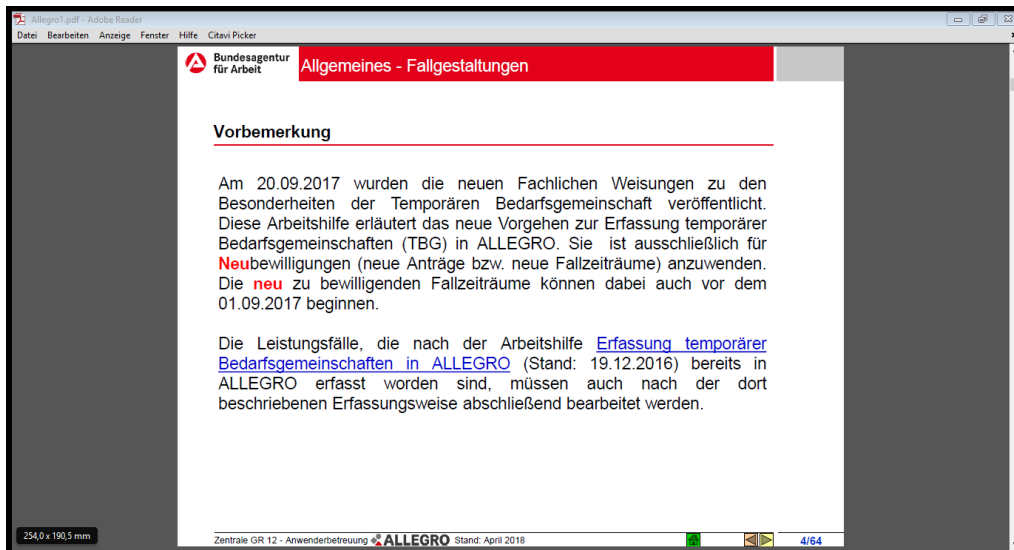 Allegro1.pdf - Adobe Reader
Datei Bearbeiten Anzeige Fenster Hilfe Citavi Picker
Bundesagentur
für Arbeit
Allgemeines - Fallgestaltungen
Vorbemerkung
Am 20.09.2017 wurden die neuen Fachlichen Weisungen zu den
Besonderheiten der Temporären Bedarfsgemeinschaft veröffentlicht.
Diese Arbeitshilfe erläutert das neue Vorgehen zur Erfassung temporärer
Bedarfsgemeinschaften (TBG) in ALLEGRO. Sie ist ausschließlich für
Neubewilligungen (neue Anträge bzw. neue Fallzeiträume) anzuwenden.
Die neu zu bewilligenden Fallzeiträume können dabei auch vor dem
01.09.2017 beginnen.
Die Leistungsfälle, die nach der Arbeitshilfe Erfassung temporärer
Bedarfsgemeinschaften in ALLEGRO (Stand: 19.12.2016) bereits in
ALLEGRO erfasst worden sind, müssen auch nach der dort
beschriebenen Erfassungsweise abschließend bearbeitet werden.
254,0 x 190,5 mm
Zentrale GR 12 - Anwenderbetreuung ALLEGRO Stand: April 2018
4/64